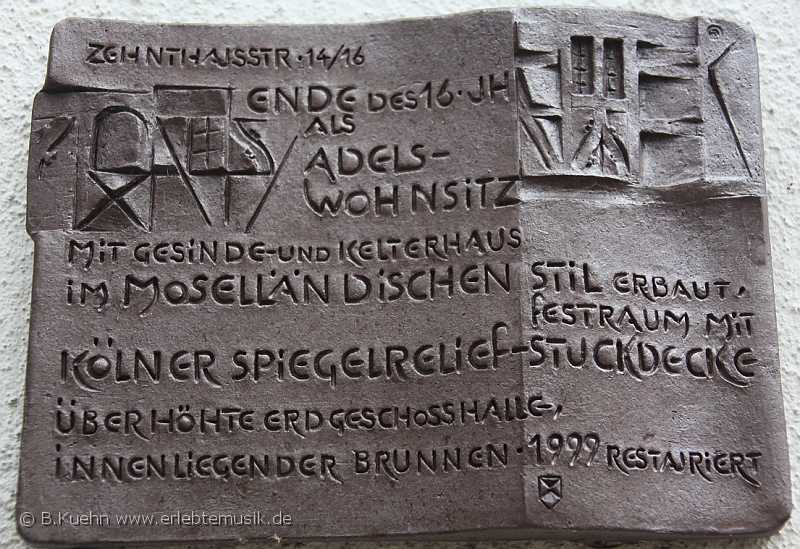 ZEHNTHAUSSTR · 14/16
ENDE DES 16 · JH
ALS
ADELS-
WOHNSITZ
MIT GESINDE- UND KELTERHAUS
IM MOSELLÄNDISCHEN STIL ERBAUT,
FESTRAUM MIT
KÖLNER SPIEGELRELIEF-STUCKDECKE
ÜBERHÖHTE ERDGESCHOSSHALLE,
INNENLIEGENDER BRUNNEN · 1999 RESTAURIERT
© B.Kuehn www.erlebtemusik.de